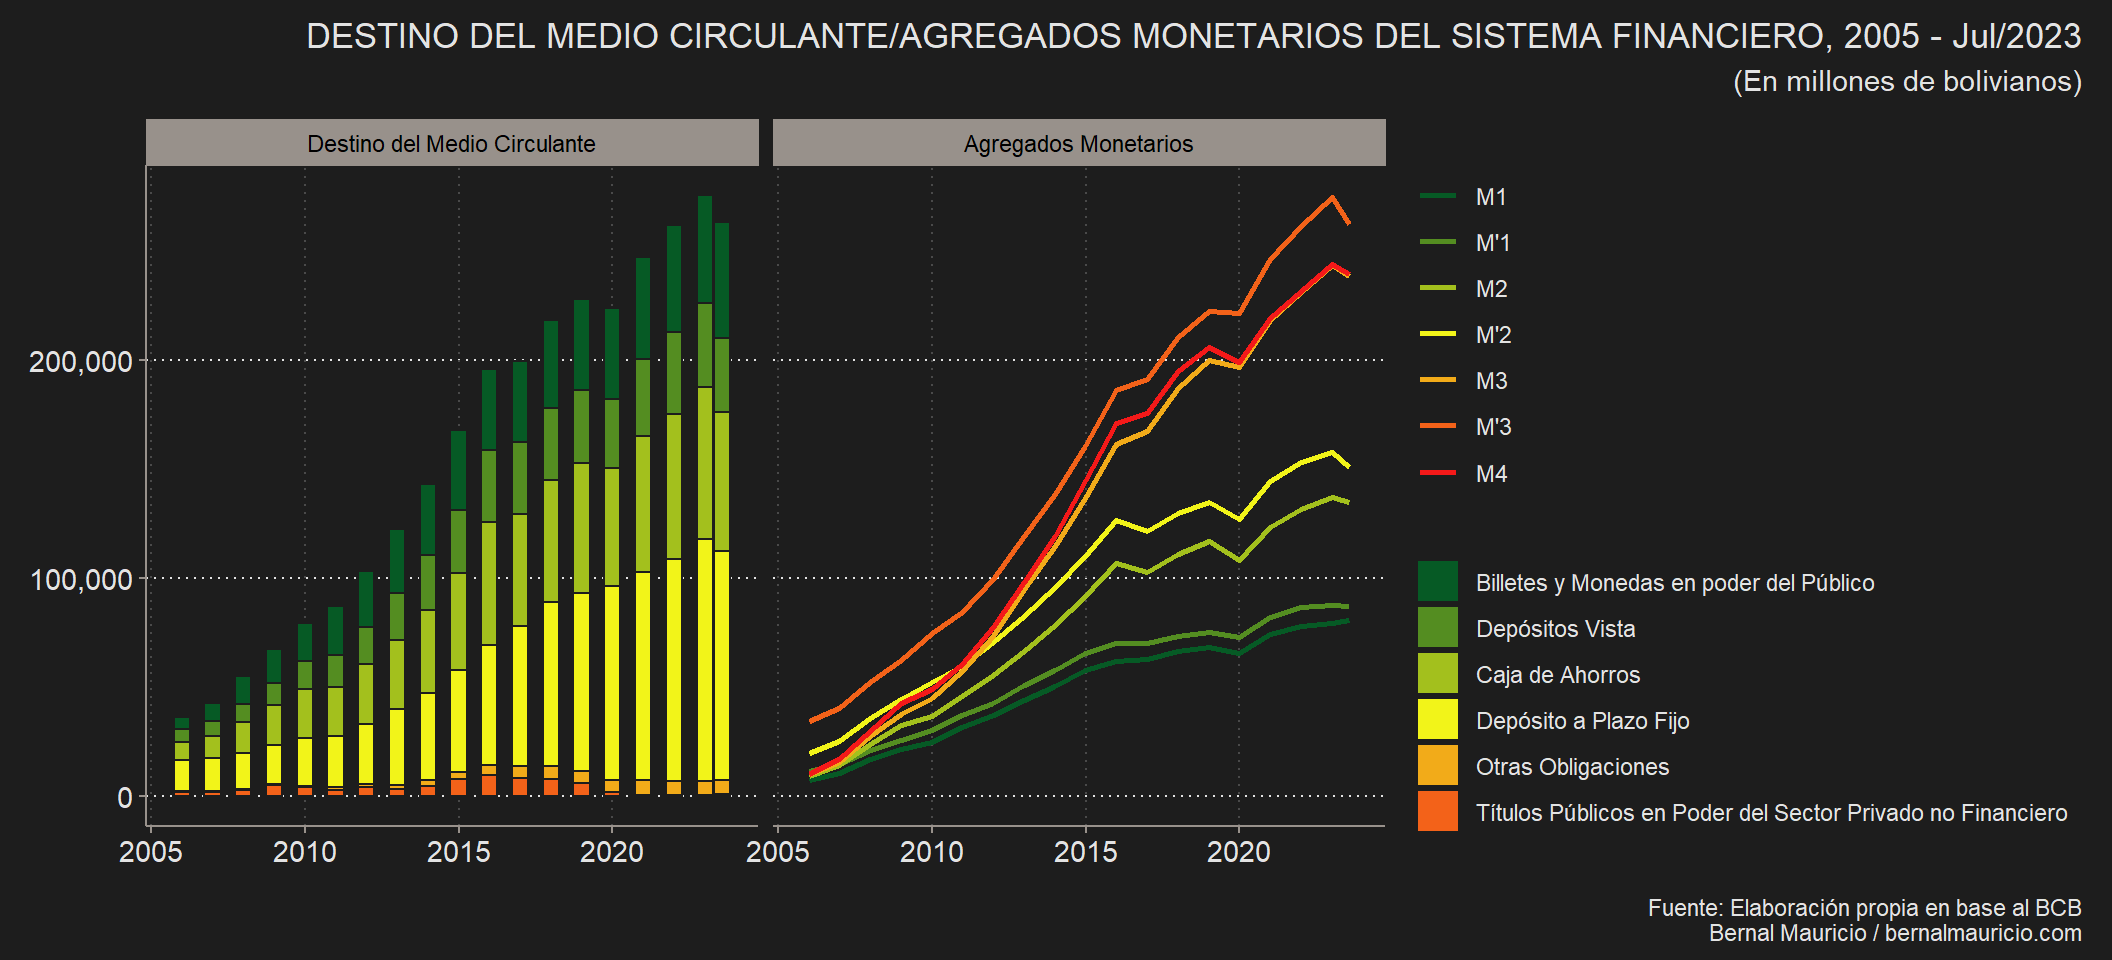 DESTINO DEL MEDIO CIRCULANTE/AGREGADOS MONETARIOS DEL SISTEMA FINANCIERO, 2005 - Jul/2023
(En millones de bolivianos)
Destino del Medio Circulante
Agregados Monetarios
200,000
100,000
0
2005
2010
2015
2020
2005
2010
2015
2020
M1
M'1
M2
M'2
M3
M'3
M4
Billetes y Monedas en poder del Público
Depósitos Vista
Caja de Ahorros
Depósito a Plazo Fijo
Otras Obligaciones
Títulos Públicos en Poder del Sector Privado no Financiero
Fuente: Elaboración propia en base al BCB
Bernal Mauricio / bernalmauricio.com